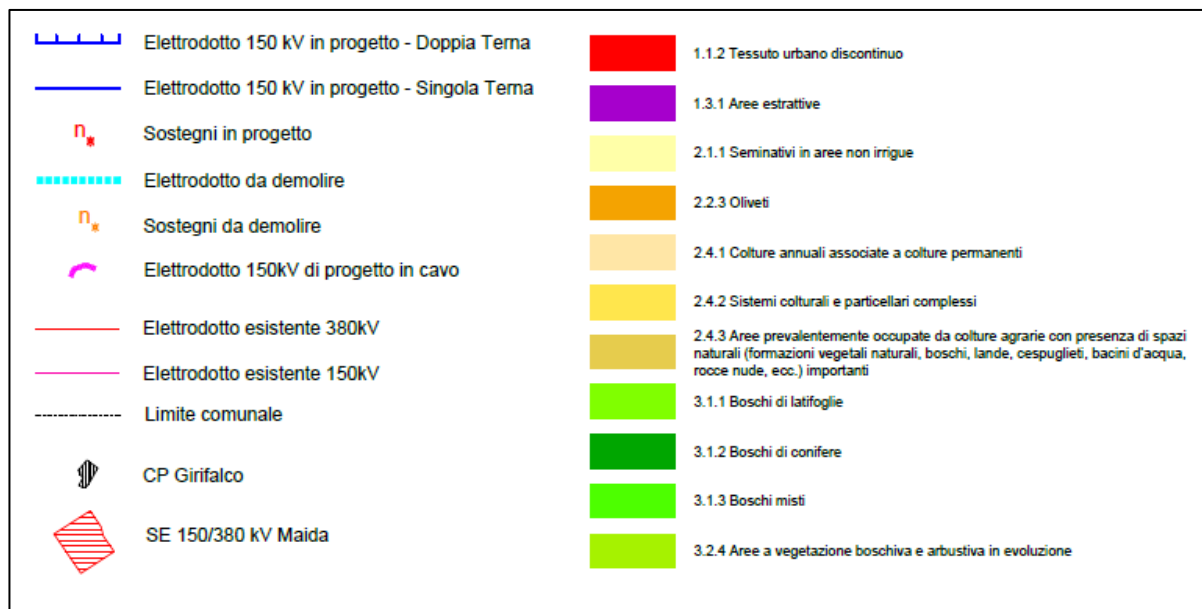 Elettrodotto 150 kV in progetto - Doppia Terna
Elettrodotto 150 kV in progetto - Singola Terna
n* Sostegni in progetto
Elettrodotto da demolire
n* Sostegni da demolire
Elettrodotto 150kV di progetto in cavo
Elettrodotto esistente 380kV
Elettrodotto esistente 150kV
Limite comunale
CP Girifalco
SE 150/380 kV Maida
1.1.2 Tessuto urbano discontinuo
1.3.1 Aree estrattive
2.1.1 Seminativi in aree non irrigue
2.2.3 Oliveti
2.4.1 Colture annuali associate a colture permanenti
2.4.2 Sistemi colturali e particellari complessi
2.4.3 Aree prevalentemente occupate da colture agrarie con presenza di spazi
naturali (formazioni vegetali naturali, boschi, lande, cespuglieti, bacini d'acqua,
rocce nude, ecc.) importanti
3.1.1 Boschi di latifoglie
3.1.2 Boschi di conifere
3.1.3 Boschi misti
3.2.4 Aree a vegetazione boschiva e arbustiva in evoluzione